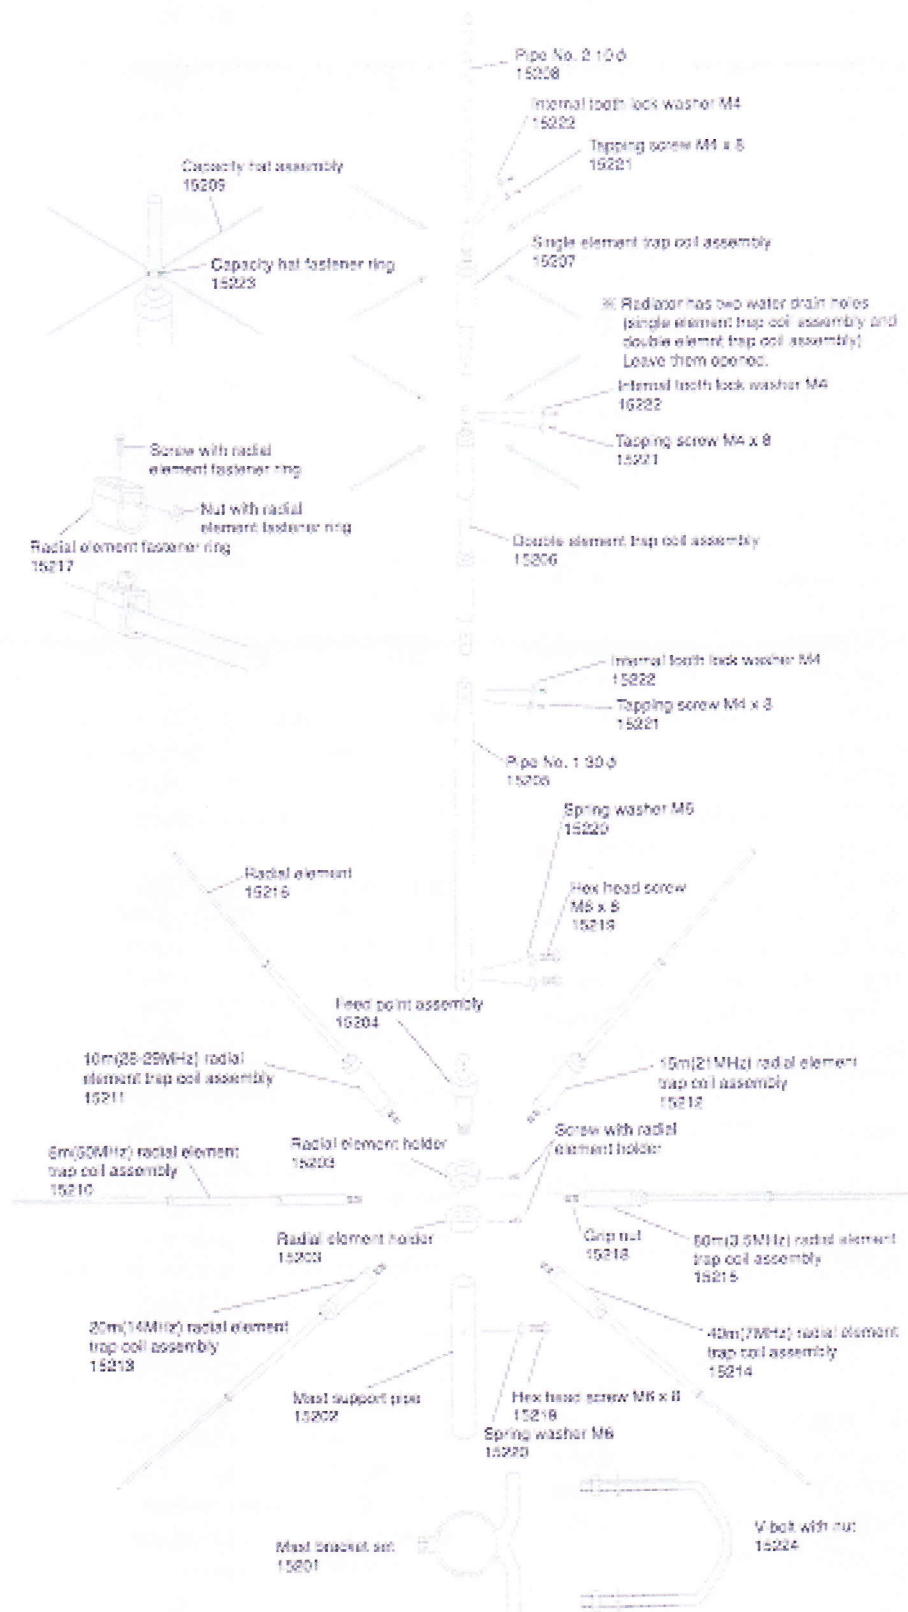 Pipe No. 2 10ϕ
15208
Internal tooth lock washer M4
15222
Tapping screw M4 x 8
15221
Capacity hat assembly
15209
Single element trap coil assembly
15207
Capacity hat fastener ring
15223
※ Radiator has two water drain holes
(single element trap coil assembly and
double elemnt trap coil assembly)
Leave them opened.
Internal tooth lock washer M4
15222
Tapping screw M4 x 8
15221
Screw with radial
element fastener ring
Nut with radial
element fastener ring
Radial element fastener ring
15217
Double element trap coil assembly
15206
Internal tooth lock washer M4
15222
Tapping screw M4 x 8
15221
Pipe No. 1 30ϕ
15205
Spring washer M6
15220
Radial element
15216
Hex head screw
M6 x 8
15219
Feed point assembly
15204
10m(28-29MHz) radial
element trap coil assembly
15211
15m(21MHz) radial element
trap coil assembly
15212
Radial element holder
15203
Screw with radial
element holder
6m(50MHz) radial element
trap coil assembly
15210
Radial element holder
15203
Grip nut
15218
80m(3.5MHz) radial element
trap coil assembly
15215
20m(14MHz) radial element
trap coil assembly
15213
40m(7MHz) radial element
trap coil assembly
15214
Mast support pipe
15202
Hex head screw M6 x 8
15219
Spring washer M6
15220
Mast bracket set
15201
V-bolt with nut
15224